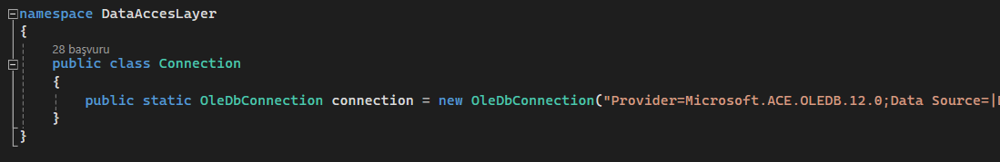 namespace DataAccesLayer
{
28 başvuru
public class Connection
{
public static OleDbConnection connection = new OleDbConnection("Provider=Microsoft.ACE.OLEDB.12.0;Data Source=|
}
}